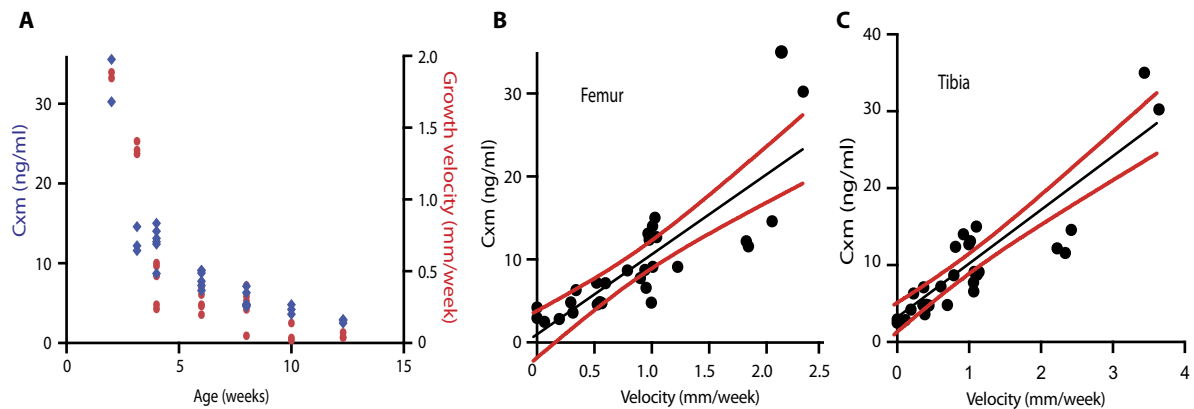 A
Cxm (ng/ml)
30
20
10
0
2.0
1.5
1.0
0.5
0
Growth velocity (mm/week)
0
5
10
15
Age (weeks)
B
Cxm (ng/ml)
30
20
10
0
Femur
0
0.5
1.0
1.5
2.0
2.5
Velocity (mm/week)
C
Cxm (ng/ml)
40
30
20
10
0
Tibia
0
1
2
3
4
Velocity (mm/week)